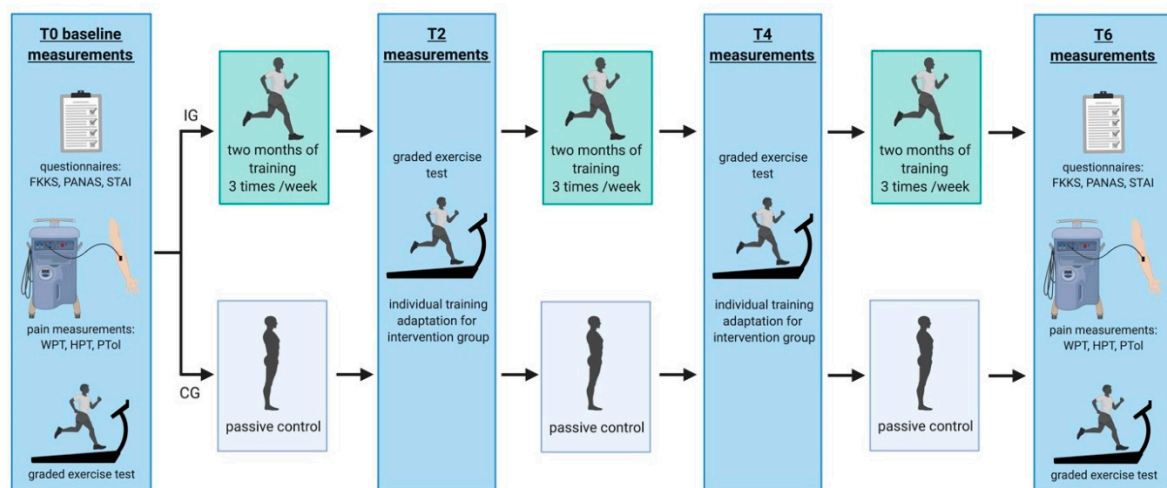 T0 baseline
measurements
questionnaires:
FKKS, PANAS, STAI
pain measurements:
WPT, HPT, PTol
graded exercise test
IG
CG
two months of
training
3 times /week
passive control
T2
measurements
graded exercise
test
individual training
adaptation for
intervention group
two months of
training
3 times /week
passive control
T4
measurements
graded exercise
test
individual training
adaptation for
intervention group
two months of
training
3 times /week
passive control
T6
measurements
questionnaires:
FKKS, PANAS, STAI
pain measurements:
WPT, HPT, PTol
graded exercise test